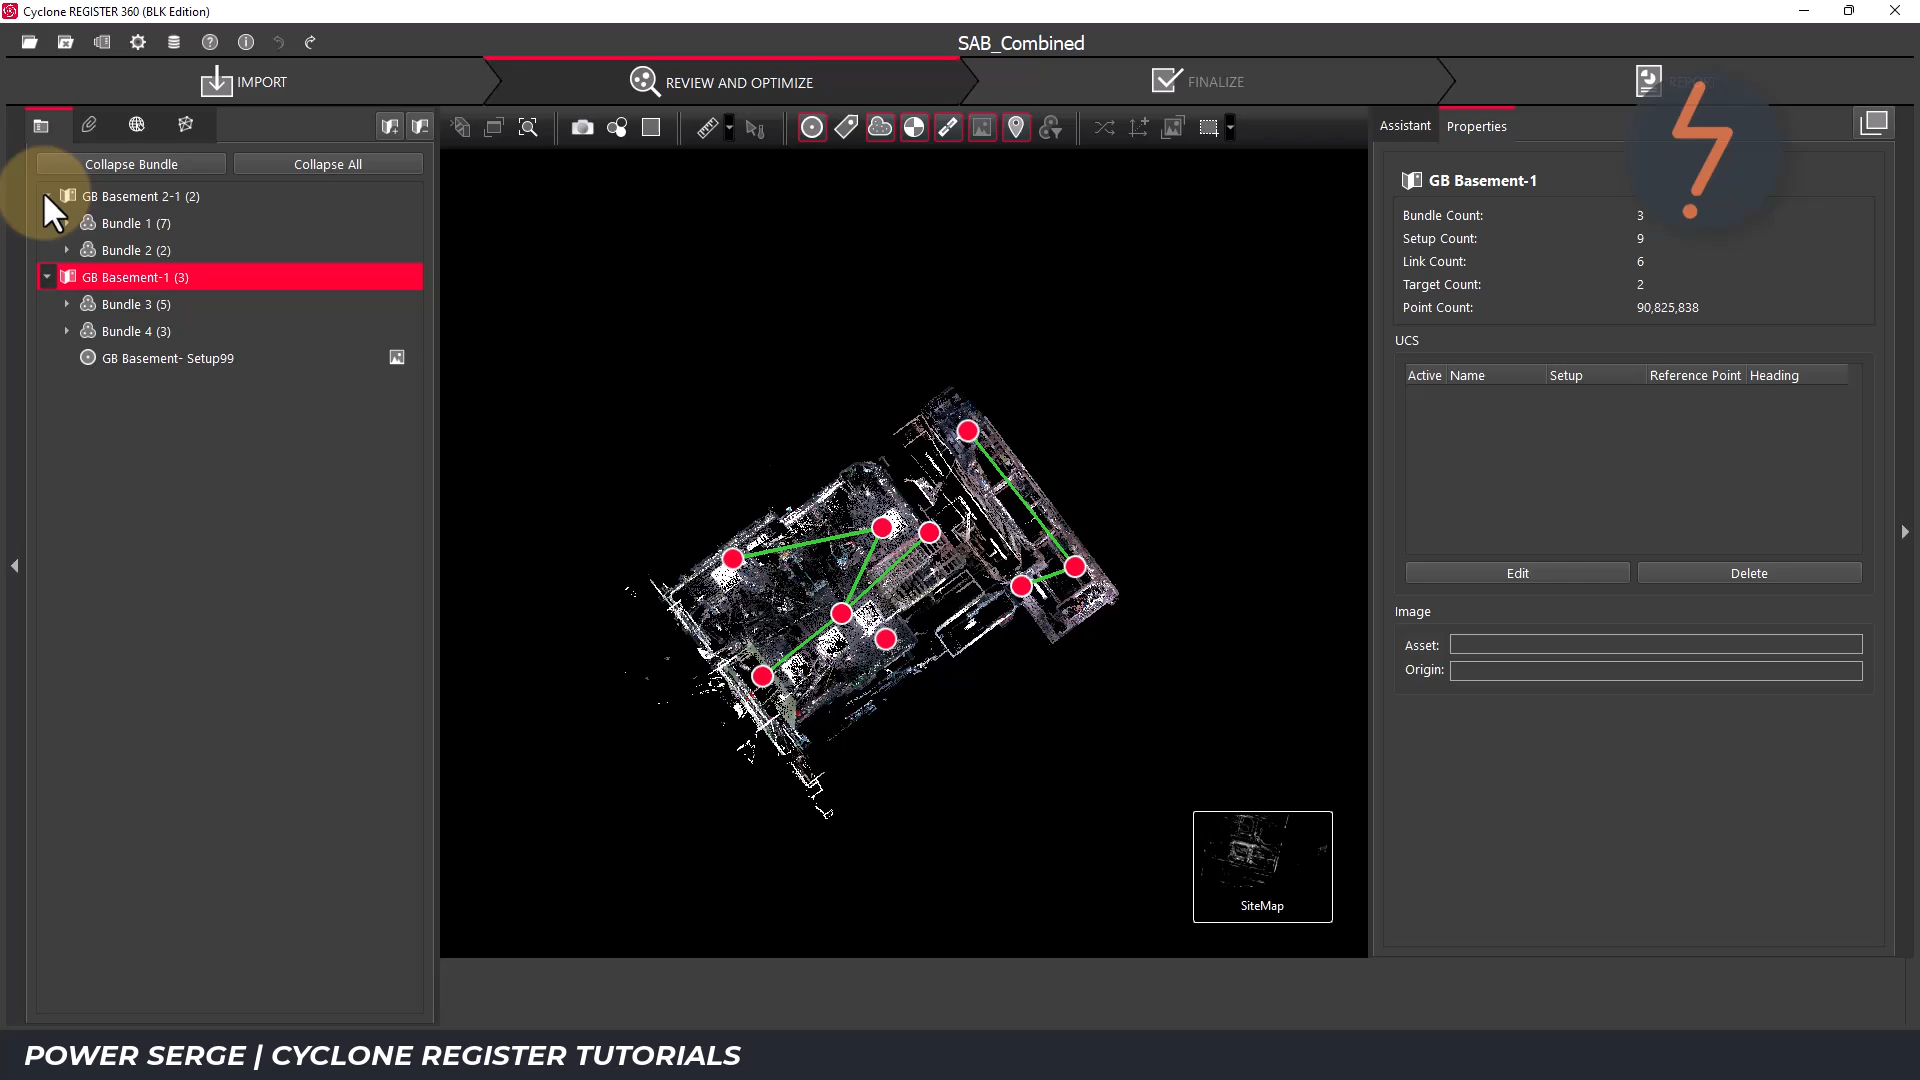 Cyclone REGISTER 360 (BLK Edition)
SAB_Combined
IMPORT
REVIEW AND OPTIMIZE
FINALIZE
Collapse Bundle
Collapse All
GB Basement 2-1 (2)
Bundle 1 (7)
Bundle 2 (2)
GB Basement-1 (3)
Bundle 3 (5)
Bundle 4 (3)
GB Basement- Setup99
SiteMap
Assistant
Properties
GB Basement-1
Bundle Count: 3
Setup Count: 9
Link Count: 6
Target Count: 2
Point Count: 90,825,838
UCS
Active Name Setup Reference Point Heading
Edit
Delete
Image
Asset:
Origin:
POWER SERGE | CYCLONE REGISTER TUTORIALS